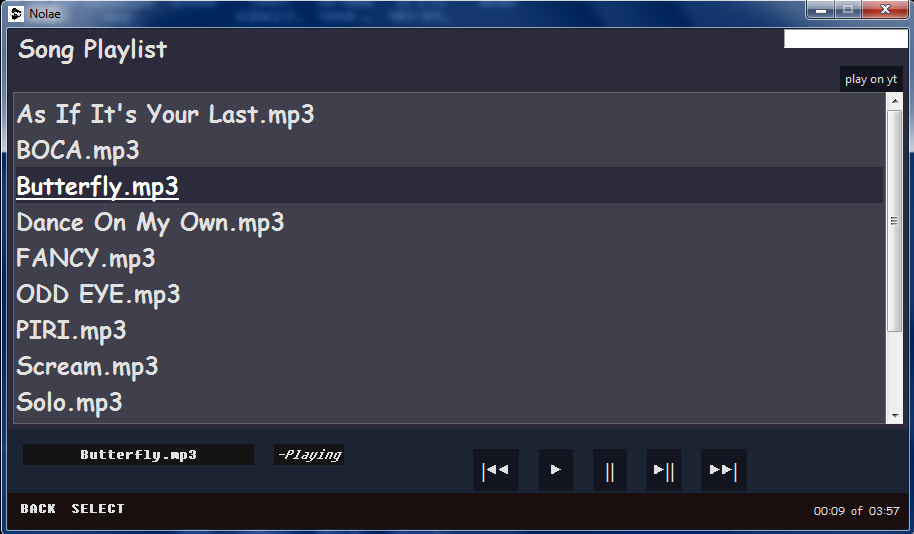 Nolae
Song Playlist
play on yt
As If It's Your Last.mp3
BOCA.mp3
Butterfly.mp3
Dance On My Own.mp3
FANCY.mp3
ODD EYE.mp3
PIRI.mp3
Scream.mp3
Solo.mp3
Butterfly.mp3 -Playing
BACK SELECT 00:09 of 03:57